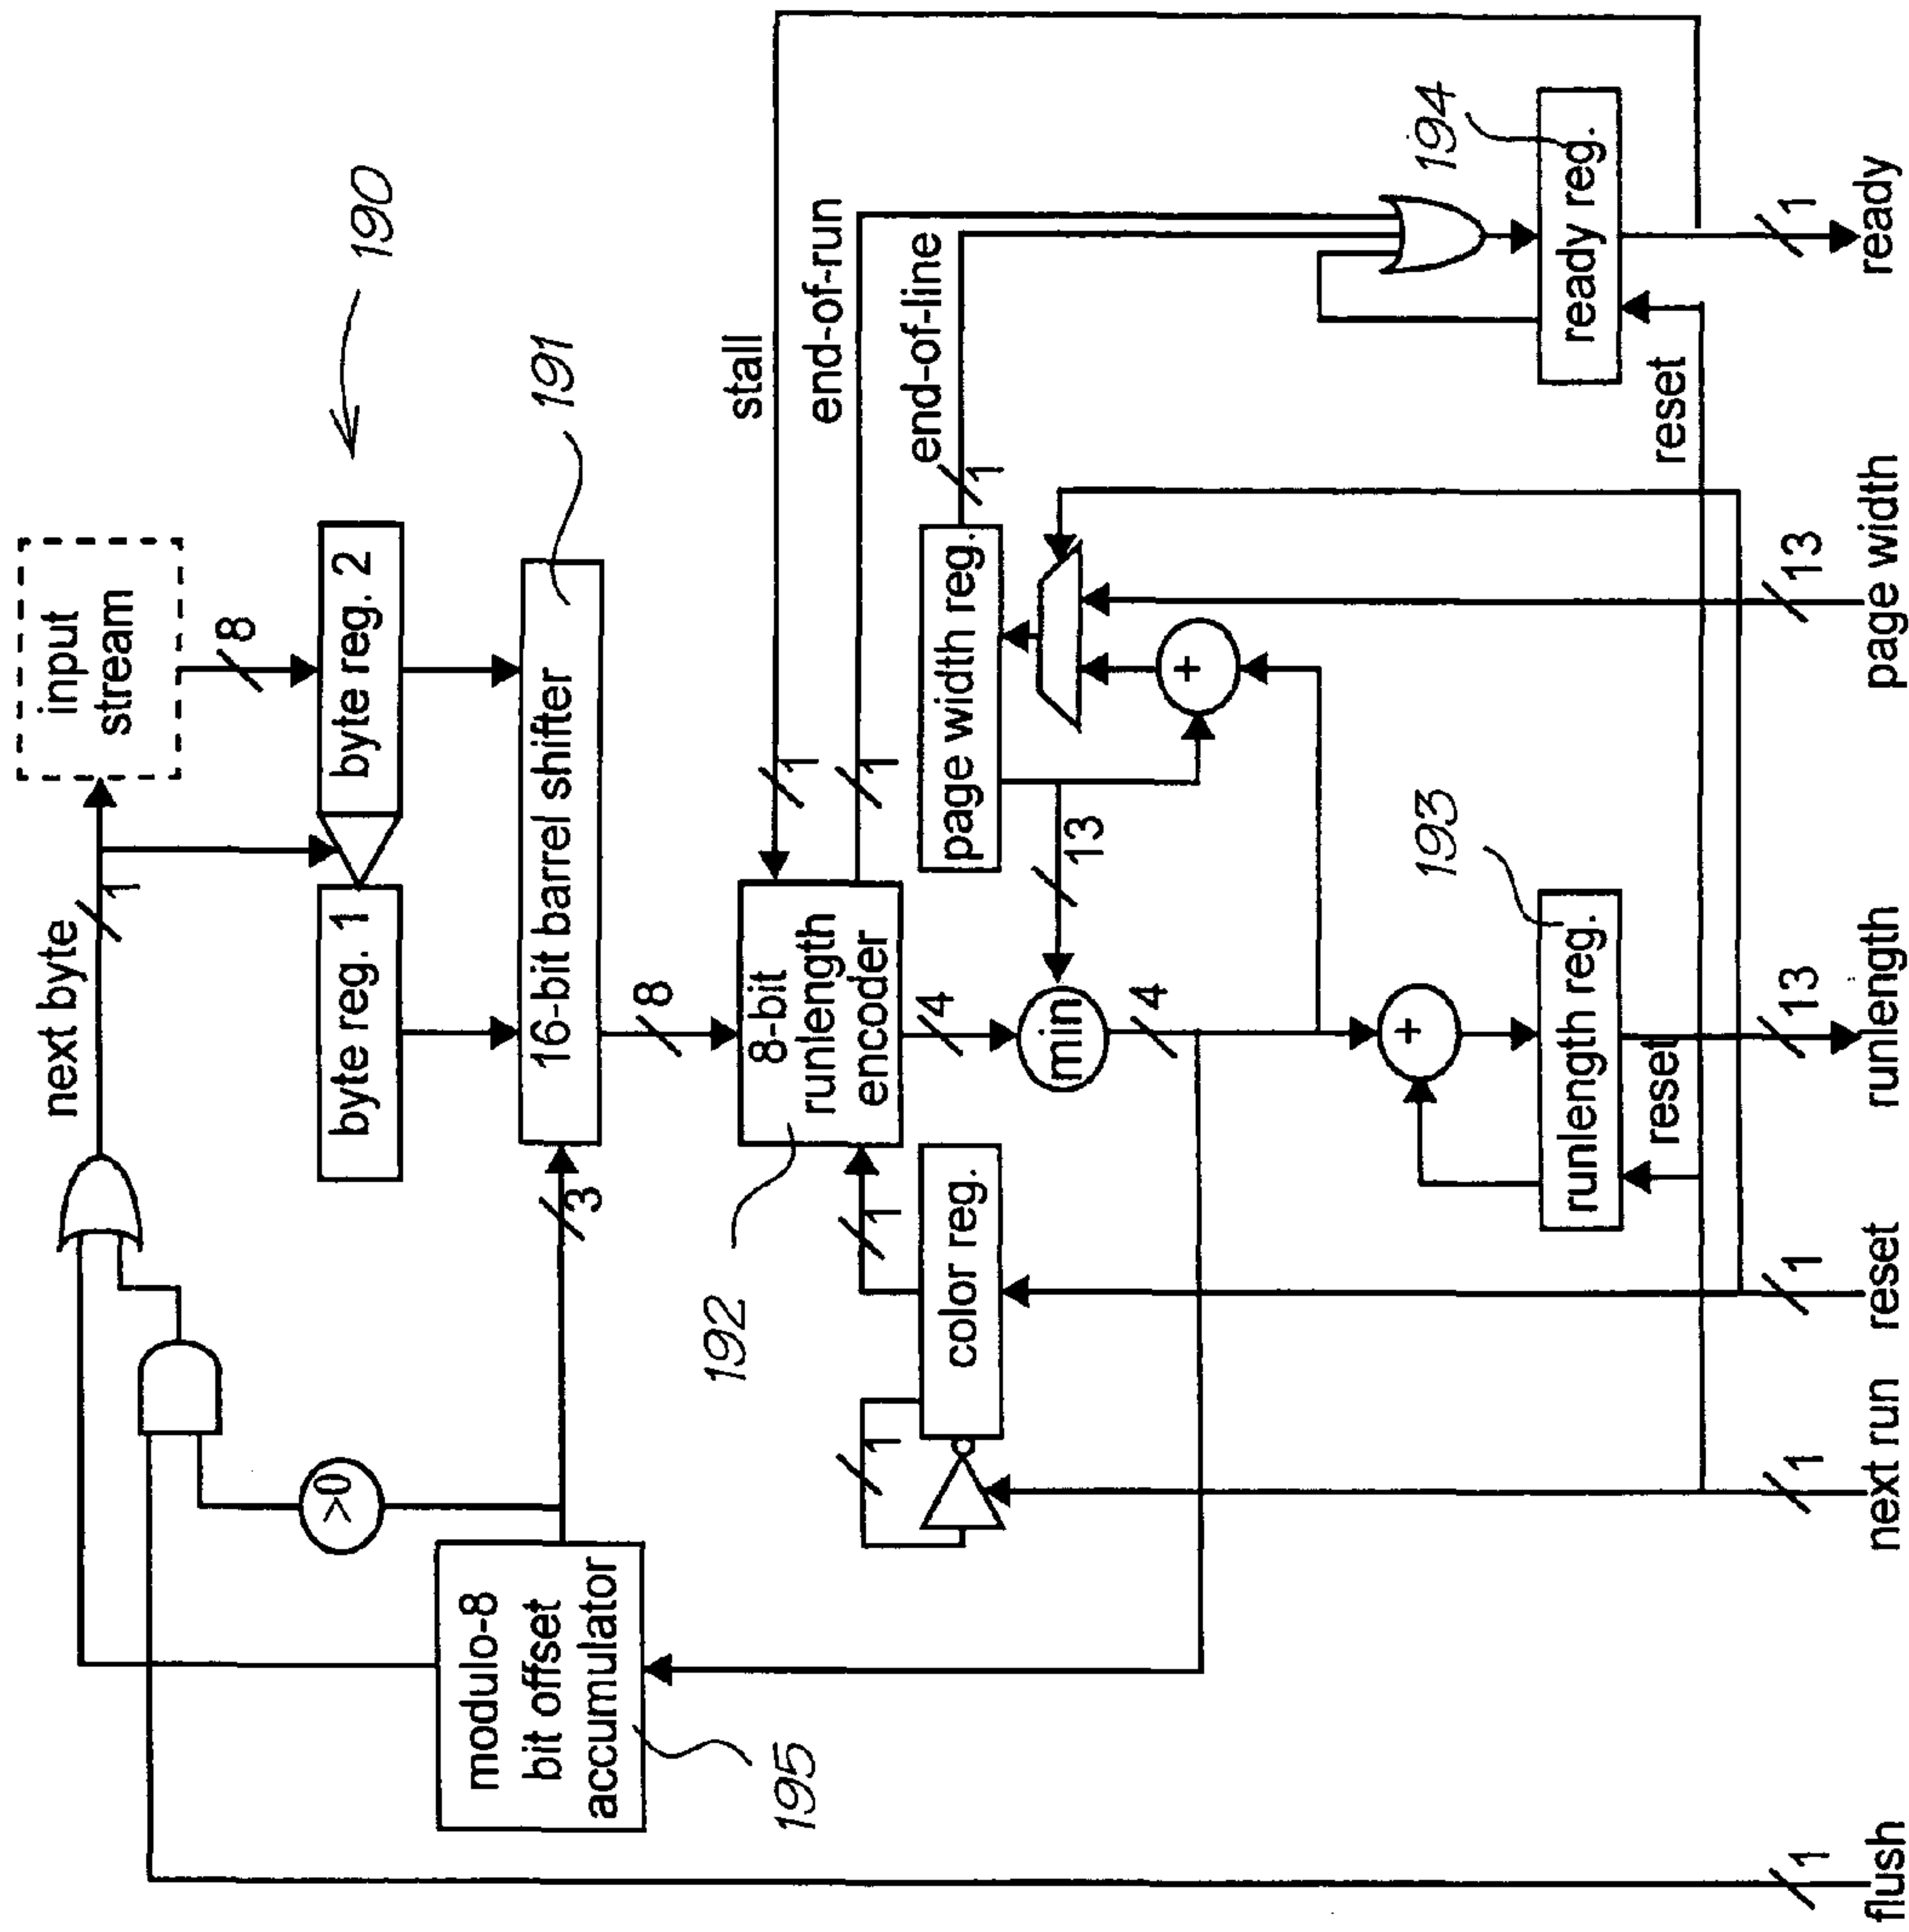 190
input
stream
next byte
1
8
byte reg. 1
byte reg. 2
191
16-bit barrel shifter
3
8
>0
modulo-8
bit offset
accumulator
195
stall
1
end-of-run
1
end-of-line
1
192
8-bit
runlength
encoder
4
min
4
13
page width reg.
+
1
1
color reg.
+
193
runlength reg.
reset
194
ready reg.
reset
1
flush
1
next run
1
reset
13
runlength
13
page width
1
ready